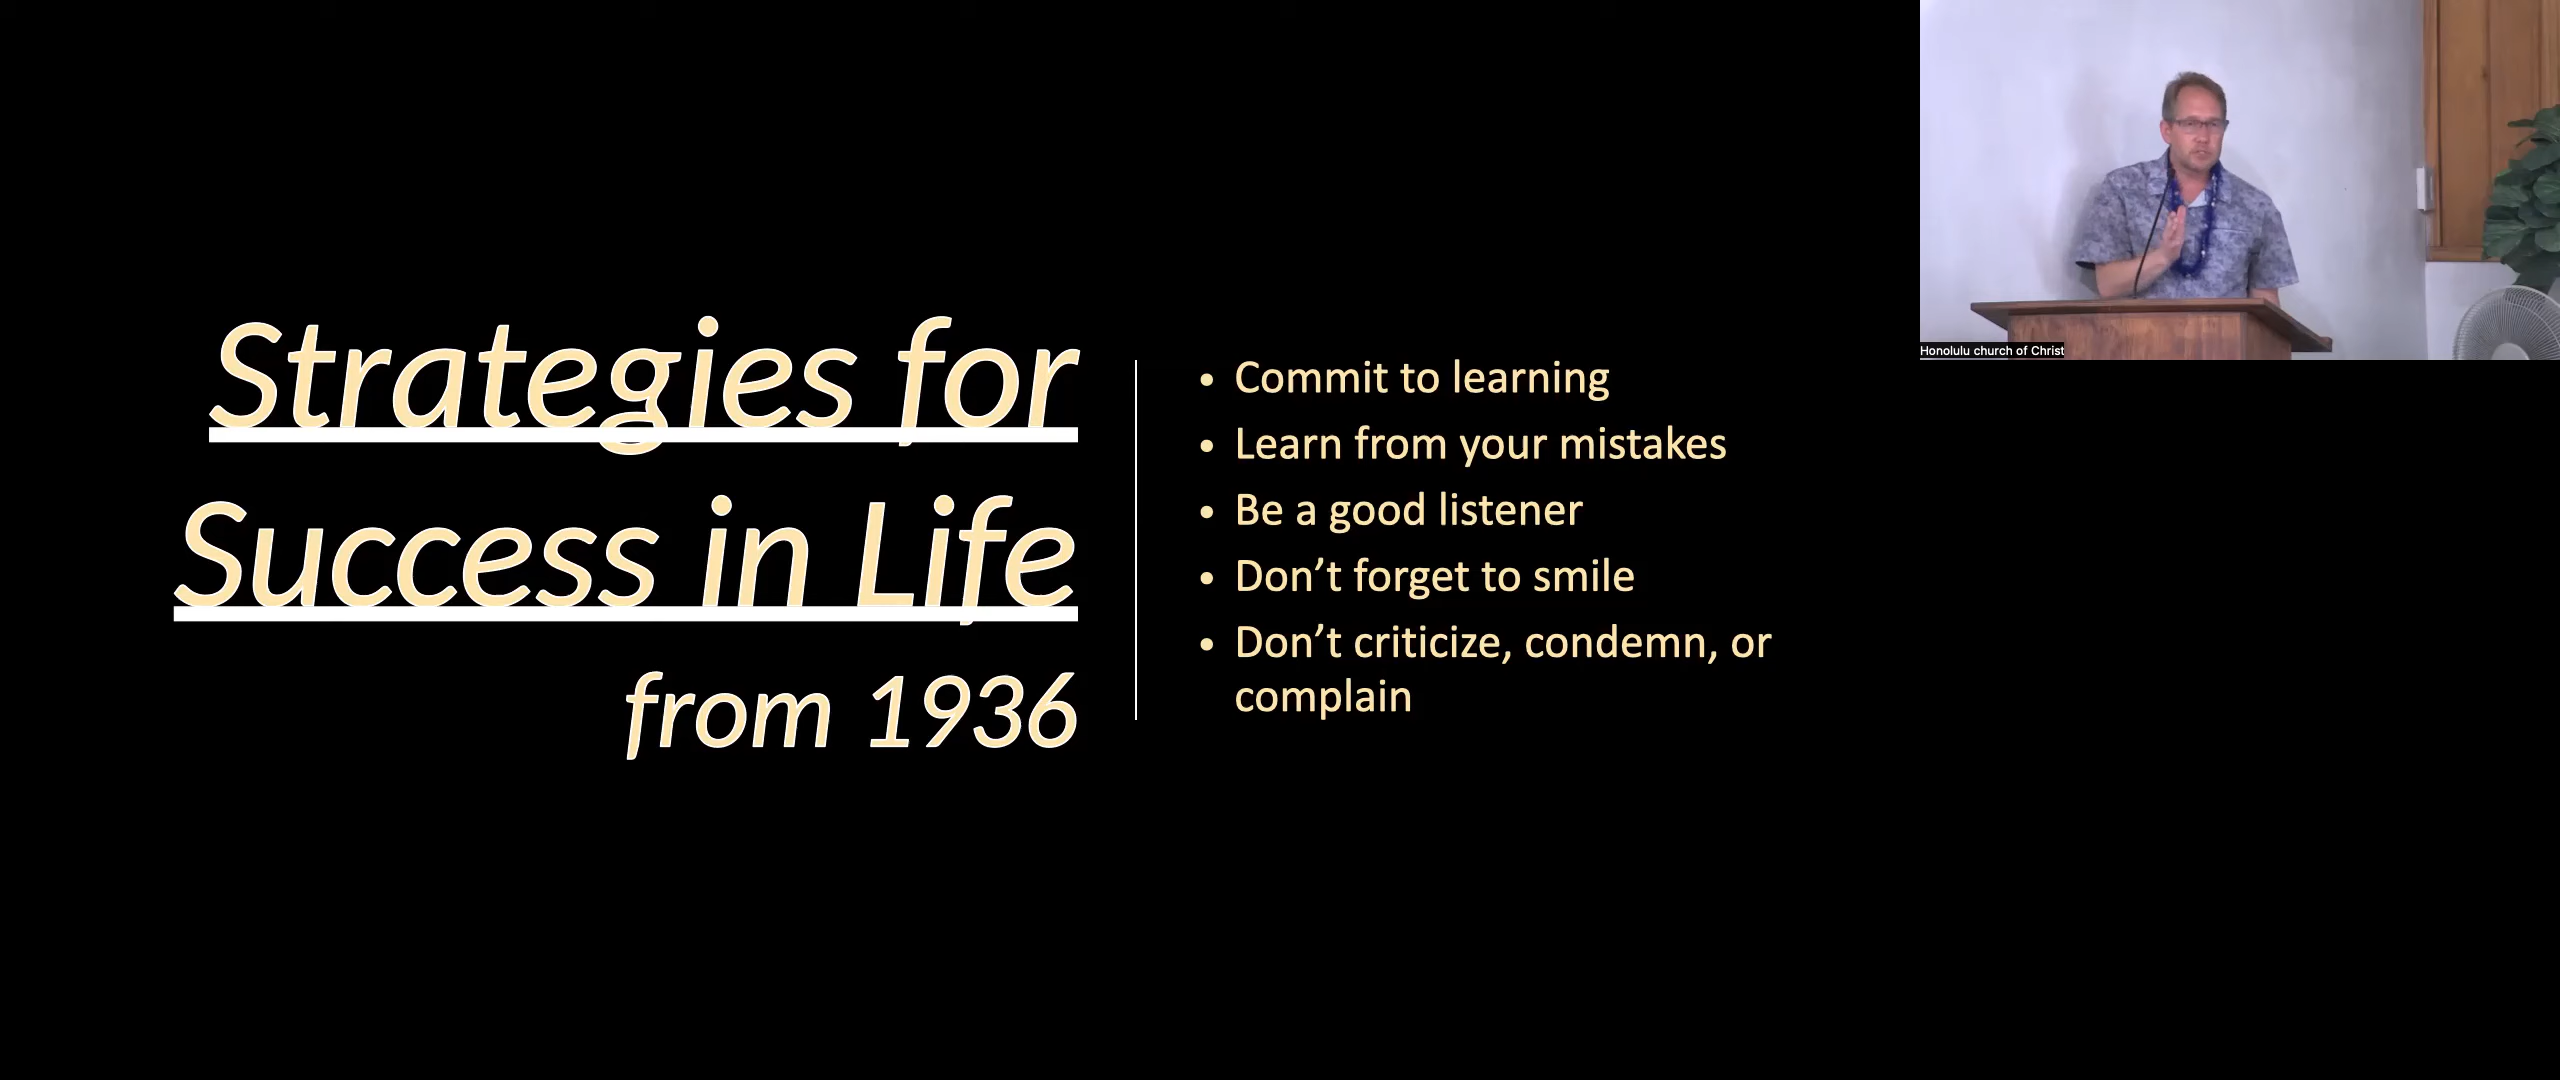 Strategies for
Success in Life
from 1936
• Commit to learning
• Learn from your mistakes
• Be a good listener
• Don’t forget to smile
• Don’t criticize, condemn, or
complain
Honolulu church of Christ